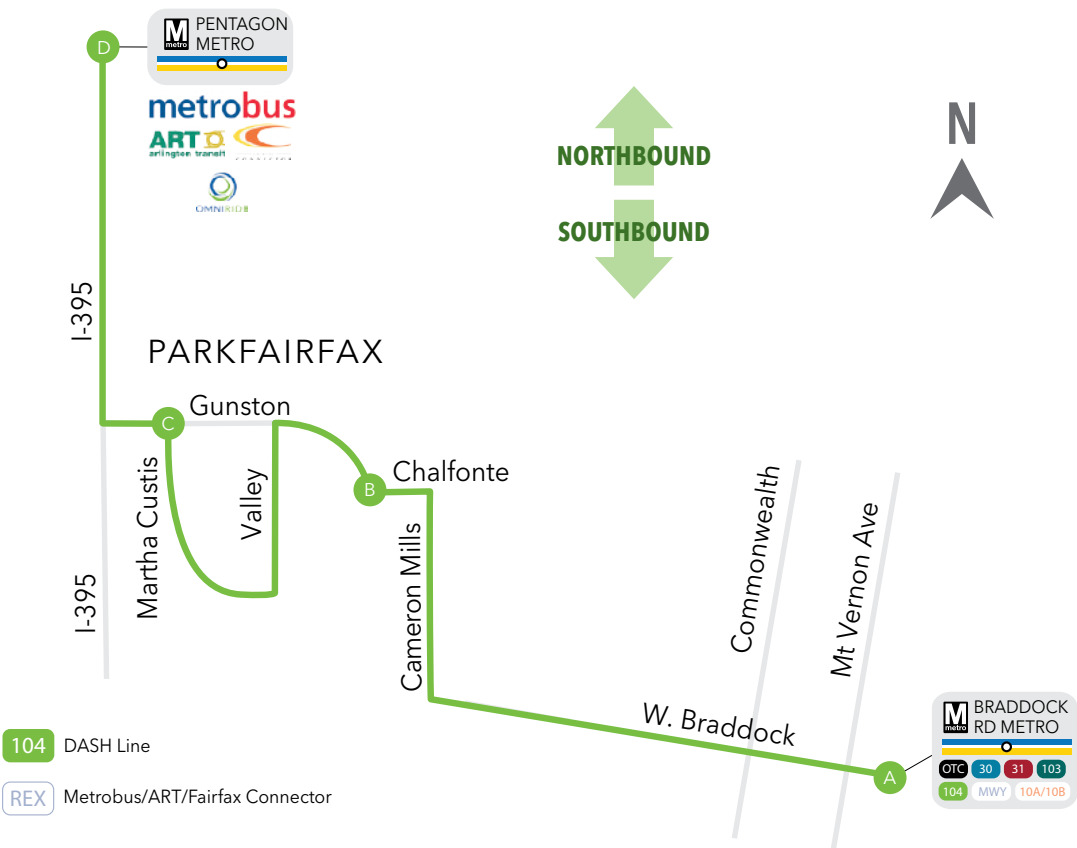 D
M
metro
PENTAGON
METRO
metrobus
ART
arlington transit
OMNIRIDE
NORTHBOUND
SOUTHBOUND
N
I-395
PARKFAIRFAX
C
Gunston
B
Chalfonte
Martha Custis
Valley
I-395
Cameron Mills
Commonwealth
Mt Vernon Ave
W. Braddock
A
M
metro
BRADDOCK
RD METRO
OTC 30 31 103
104 MWY 10A/10B
104 DASH Line
REX Metrobus/ART/Fairfax Connector